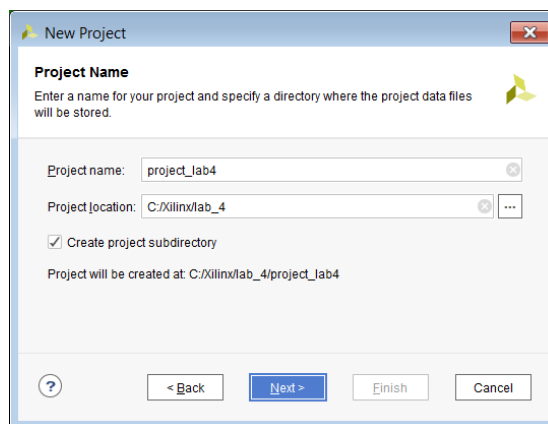 New Project
Project Name
Enter a name for your project and specify a directory where the project data files
will be stored.
Project name: project_lab4
Project location: C:/Xilinx/lab_4 ...
Create project subdirectory
Project will be created at: C:/Xilinx/lab_4/project_lab4
? < Back Next > Finish Cancel